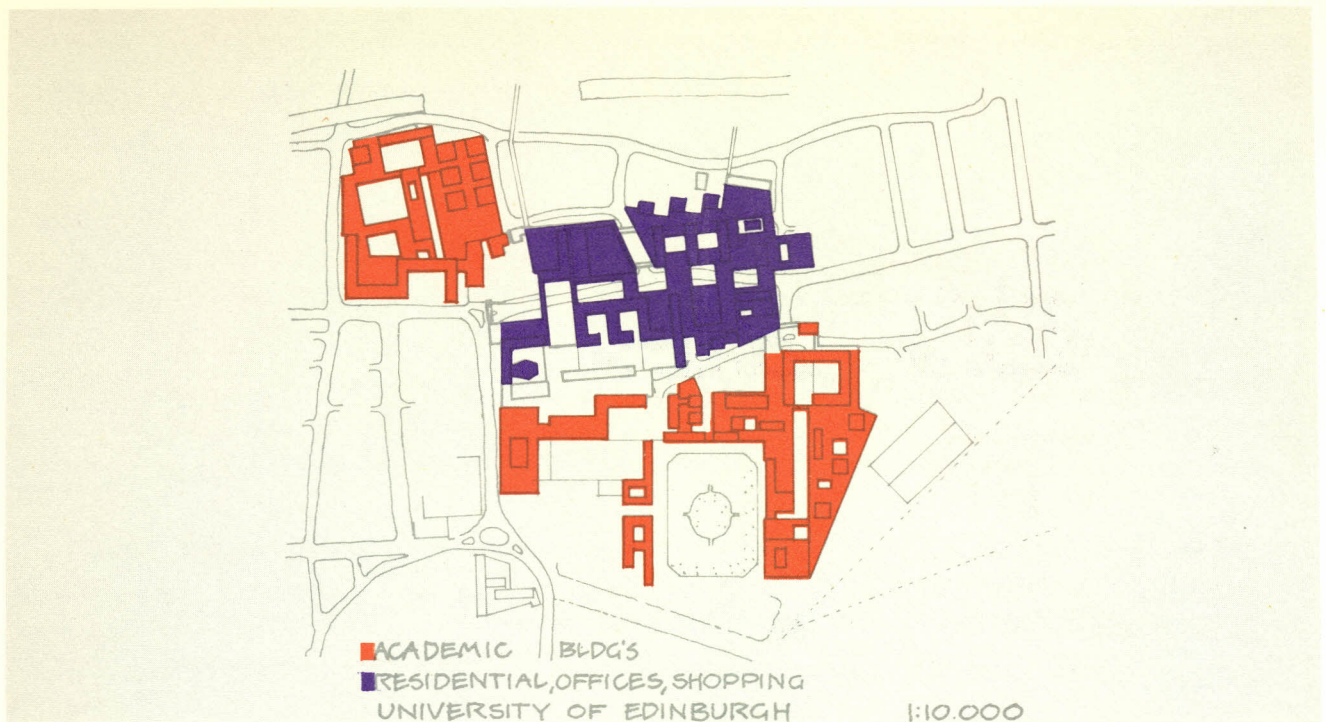 ACADEMIC BLDG'S
RESIDENTIAL, OFFICES, SHOPPING
UNIVERSITY OF EDINBURGH 1:10.000